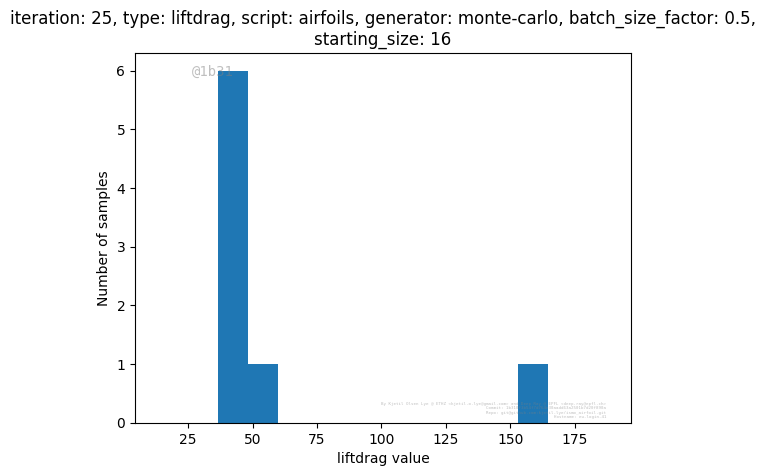 iteration: 25, type: liftdrag, script: airfoils, generator: monte-carlo, batch_size_factor: 0.5,
starting_size: 16
@1b31
6
5
4
3
2
1
0
Number of samples
25
50
75
100
125
150
175
liftdrag value